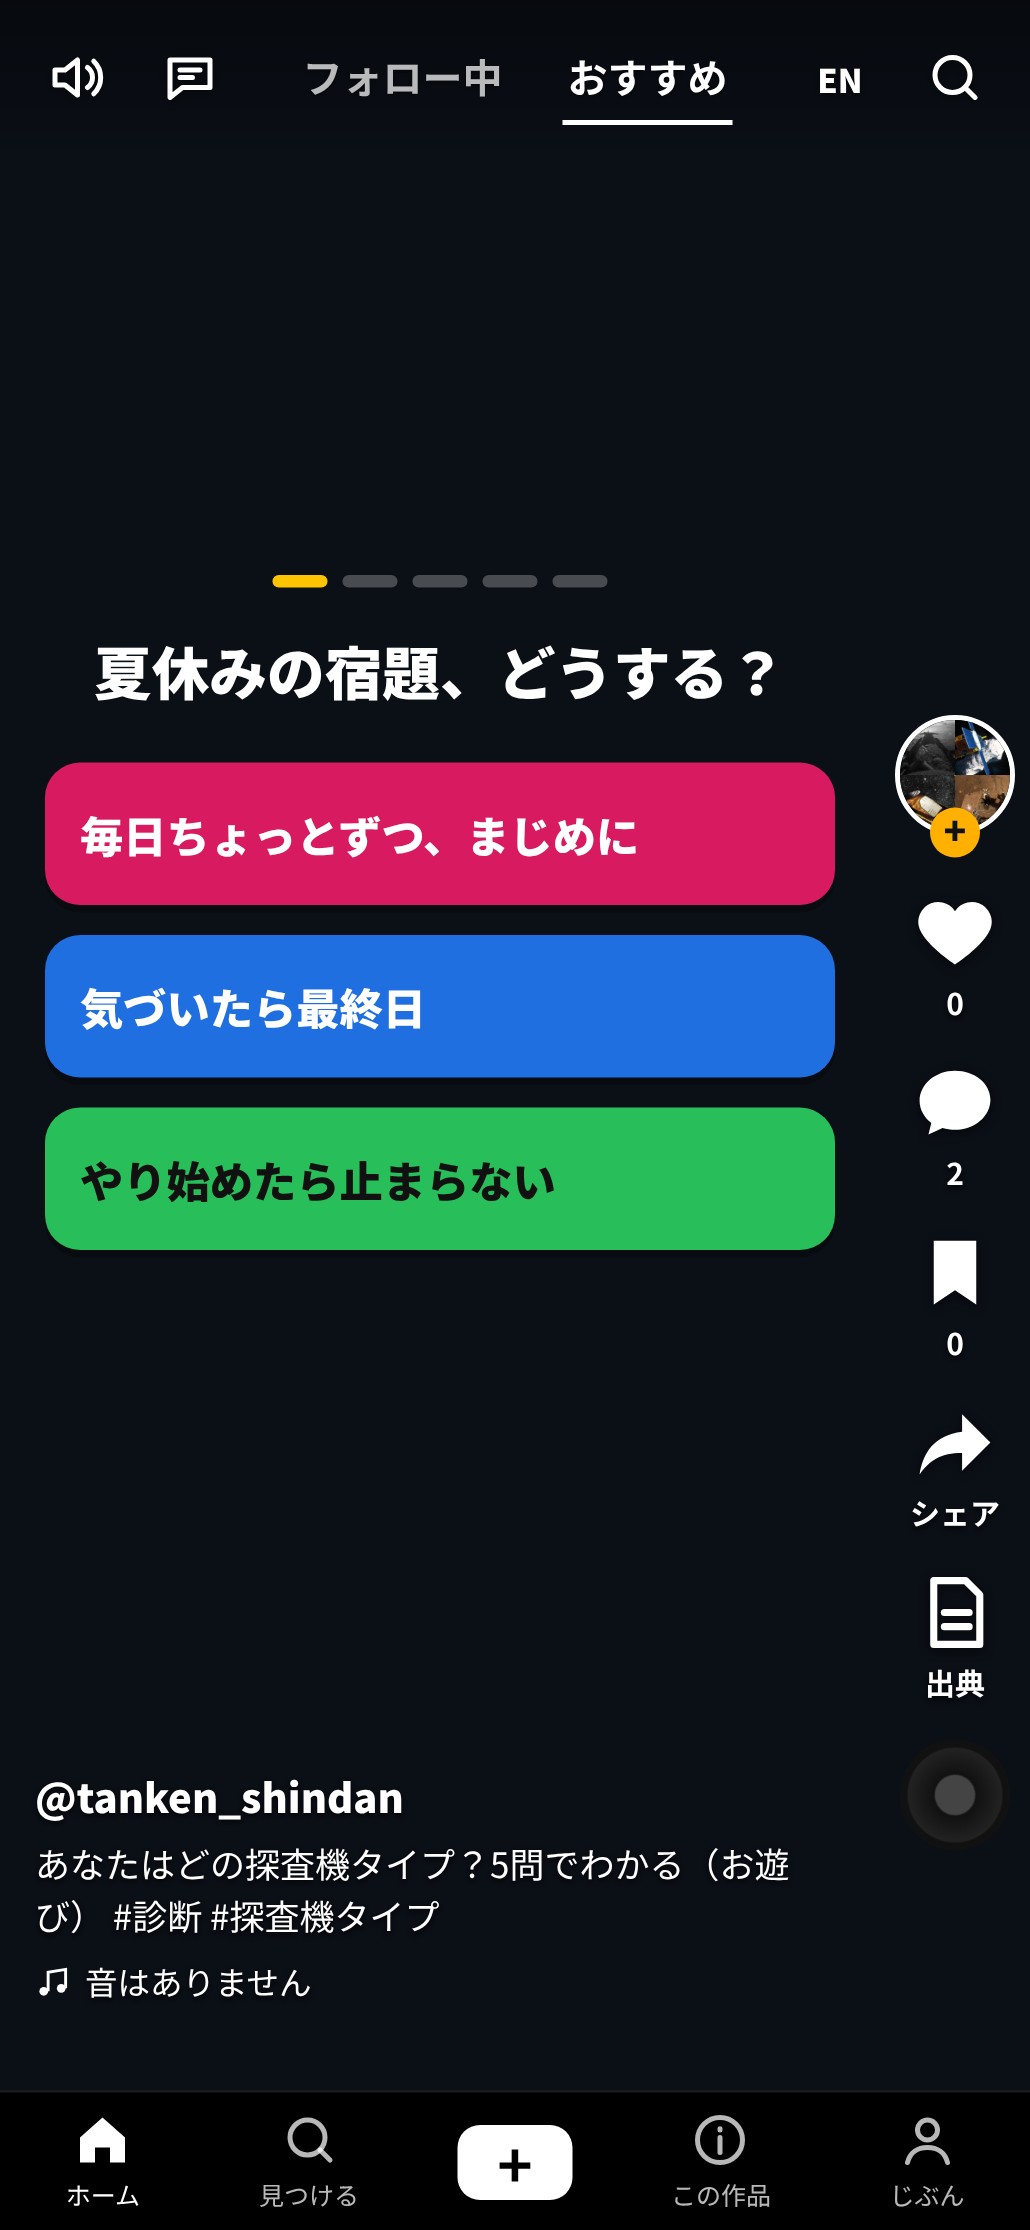 フォロー中
おすすめ
EN
夏休みの宿題、どうする？
毎日ちょっとずつ、まじめに
気づいたら最終日
やり始めたら止まらない
0
2
0
シェア
出典
@tanken_shindan
あなたはどの探査機タイプ？5問でわかる（お遊
び） #診断 #探査機タイプ
音はありません
ホーム
見つける
この作品
じぶん